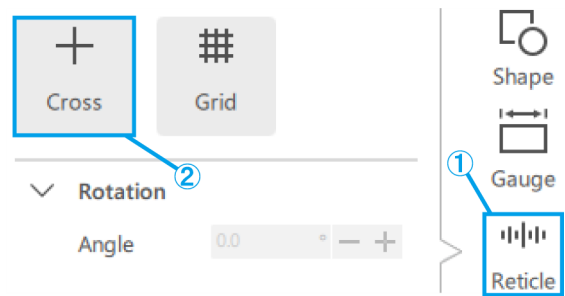 Cross
Grid
②
Rotation
Angle
0.0 °
Shape
Gauge
①
Reticle